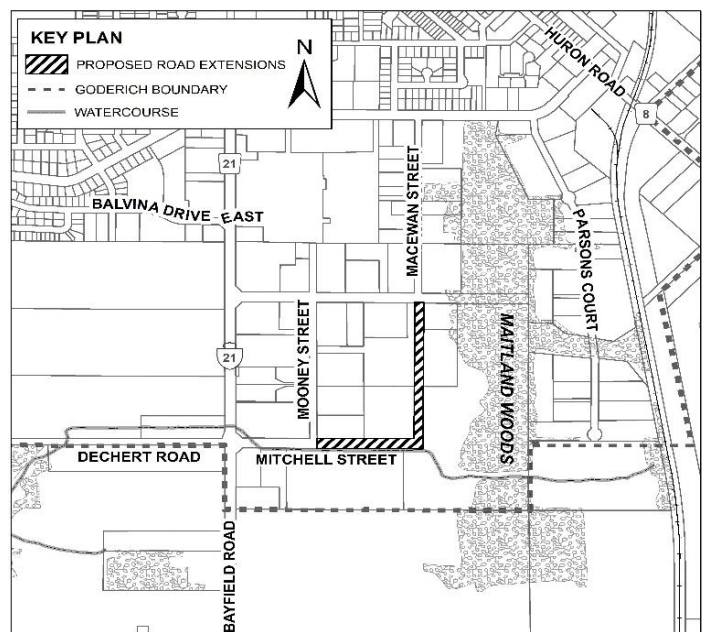 KEY PLAN
N
PROPOSED ROAD EXTENSIONS
GODERICH BOUNDARY
WATERCOURSE
HURON ROAD
8
21
BALVINA DRIVE EAST
MACEWAN STREET
PARSONS COURT
MOONEY STREET
MAITLAND WOODS
21
DECHERT ROAD
MITCHELL STREET
BAYFIELD ROAD